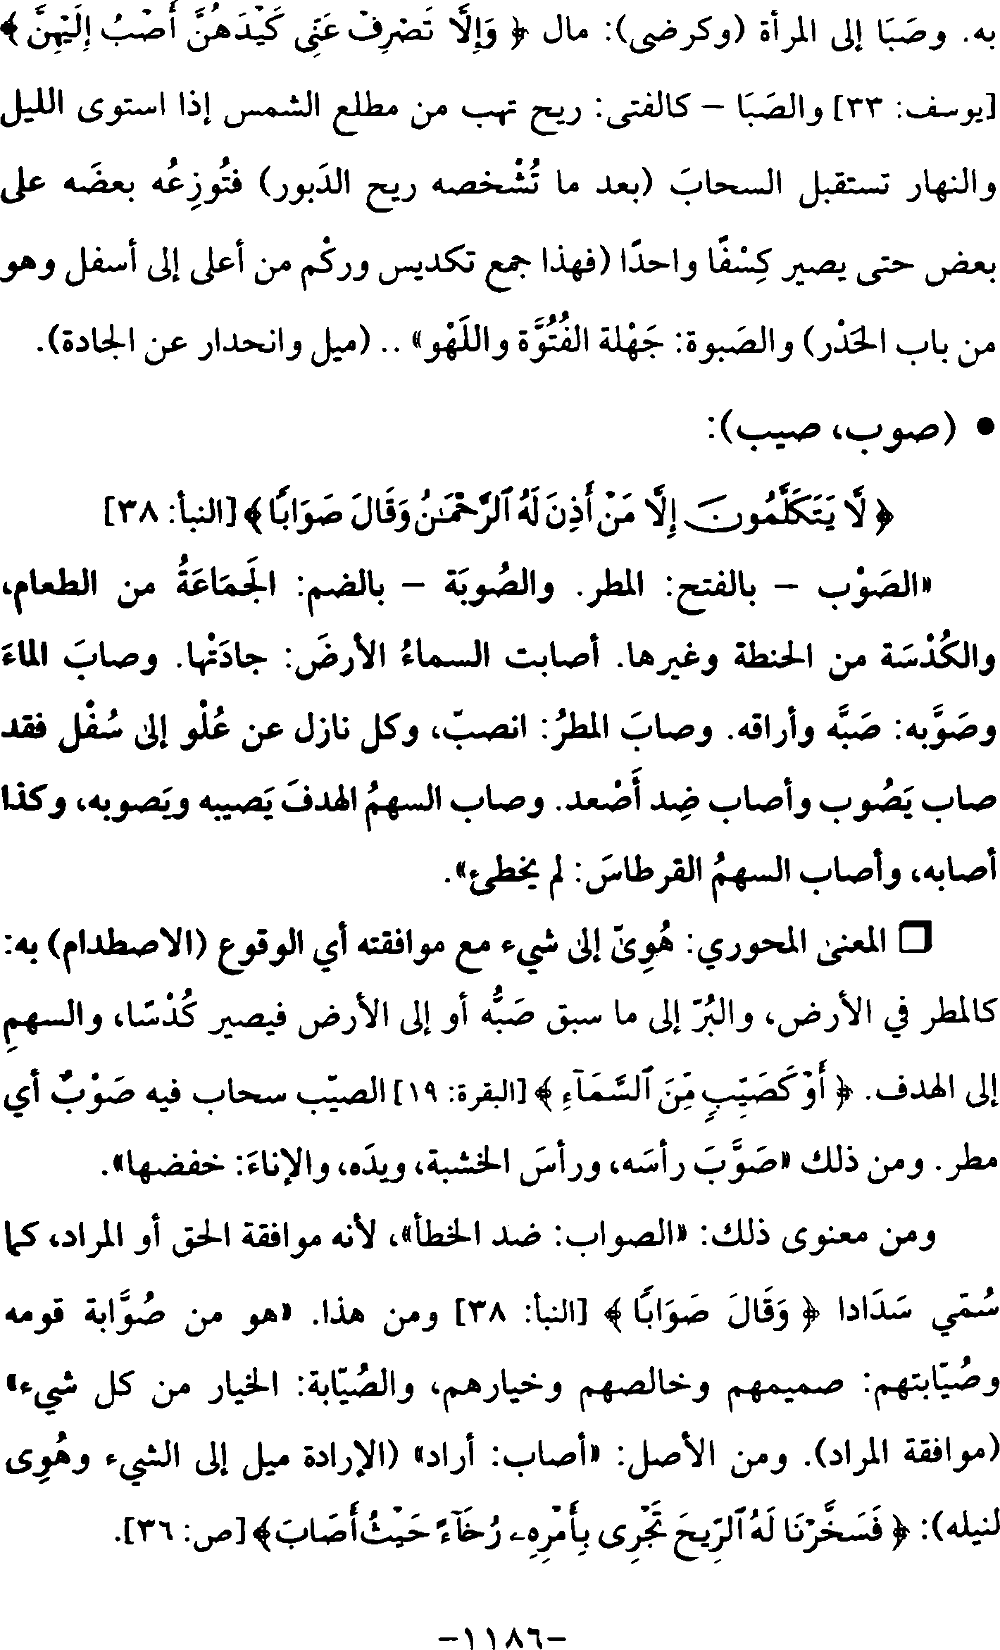 به. وصَبَا إلى المرأة (وكرضى): مال ﴿ وَإِلَّا تَصْرِفْ عَنِّى كَيْدَهُنَّ أَصْبُ إِلَيْهِنَّ ﴾
[يوسف: ٣٣] والصَبَا – كالفتى: ريح تهب من مطلع الشمس إذا استوى الليل
والنهار تستقبل السحابَ (بعد ما تُشْخصه ريح الدَبور) فتُوزِعُه بعضَه على
بعض حتى يصير كِسْفًا واحدًا (فهذا جمع تكديس وركْم من أعلى إلى أسفل وهو
من باب الحَدْر) والصَبوة: جَهْلة الفُتُوَّة واللَهْو» .. (ميل وانحدار عن الجادة).
• (صوب، صيب):
﴿ لَّا يَتَكَلَّمُونَ إِلَّا مَنْ أَذِنَ لَهُ ٱلرَّحْمَٰنُ وَقَالَ صَوَابًا ﴾ [النبأ: ٣٨]
«الصَوْب – بالفتح: المطر. والصُوبَة – بالضم: الجَمَاعَةُ من الطعام،
والكُدْسَة من الحنطة وغيرها. أصابت السماءُ الأرضَ: جادَتْها. وصابَ الماءَ
وصَوَّبه: صَبَّه وأراقه. وصابَ المطرُ: انصبّ، وكل نازل عن عُلْو إلى سُفْل فقد
صاب يَصُوب وأصاب ضِد أَصْعد. وصاب السهمُ الهدفَ يَصيبه ويَصوبه، وكذا
أصابه، وأصاب السهمُ القرطاسَ: لم يخطئ».
❒ المعنى المحوري: هُوِىّ إلى شيء مع موافقته أي الوقوع (الاصطدام) به:
كالمطر في الأرض، والبُرّ إلى ما سبق صَبُّه أو إلى الأرض فيصير كُدْسًا، والسهمِ
إلى الهدف. ﴿ أَوْ كَصَيِّبٍ مِّنَ ٱلسَّمَآءِ ﴾ [البقرة: ١٩] الصيّب سحاب فيه صَوْبٌ أي
مطر. ومن ذلك «صَوَّبَ رأسَه، ورأسَ الخشبة، ويدَه، والإناءَ: خفضها».
ومن معنوى ذلك: «الصواب: ضد الخطأ»، لأنه موافقة الحق أو المراد، كما
سُمّي سَدَادا ﴿ وَقَالَ صَوَابًا ﴾ [النبأ: ٣٨] ومن هذا. «هو من صُوَّابة قومه
وصُيّابتهم: صميمهم وخالصهم وخيارهم، والصُيّابة: الخيار من كل شيء»
(موافقة المراد). ومن الأصل: «أصاب: أراد» (الإرادة ميل إلى الشيء وهُوِى
لنيله): ﴿ فَسَخَّرْنَا لَهُ ٱلرِّيحَ تَجْرِى بِأَمْرِهِۦ رُخَآءً حَيْثُ أَصَابَ ﴾ [ص: ٣٦].
-١١٨٦-